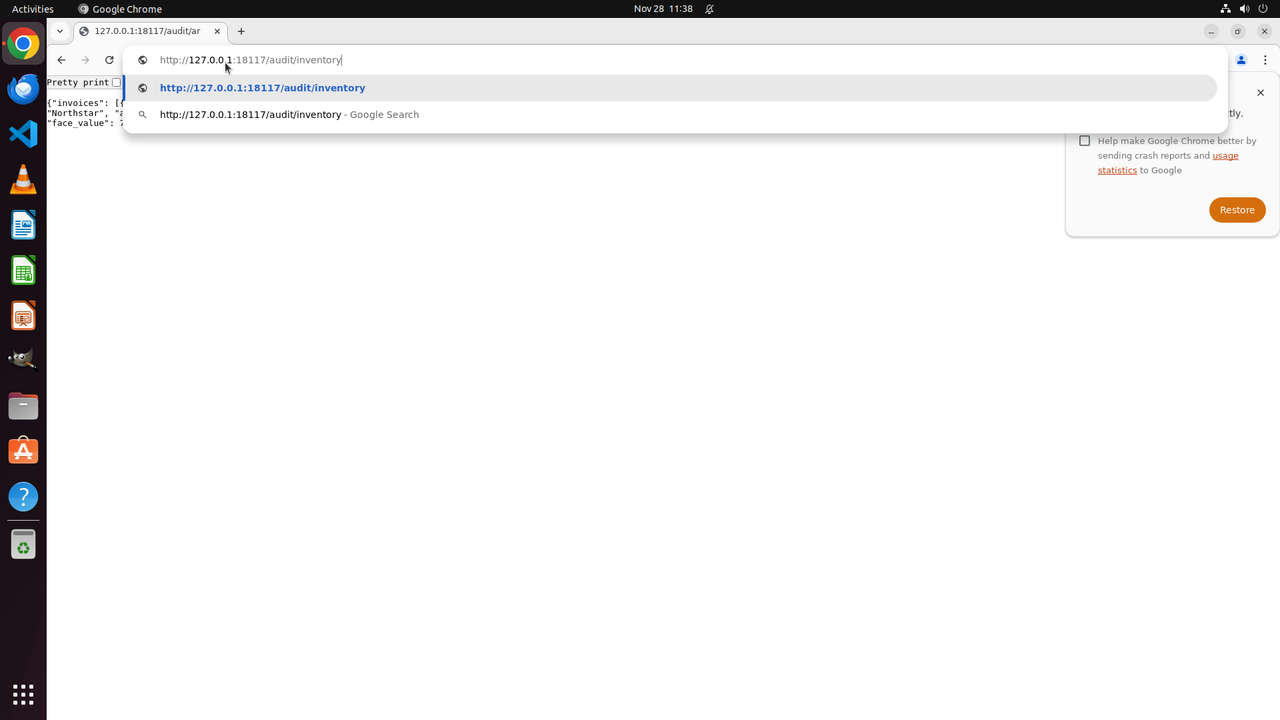 Activities
Google Chrome
Nov 28 11:38
127.0.0.1:18117/audit/ar
http://127.0.0.1:18117/audit/inventory
http://127.0.0.1:18117/audit/inventory
http://127.0.0.1:18117/audit/inventory - Google Search
Pretty print
{"invoices": [
"Northstar", "a
"face_value": 7
tly.
Help make Google Chrome better by
sending crash reports and usage
statistics to Google
Restore